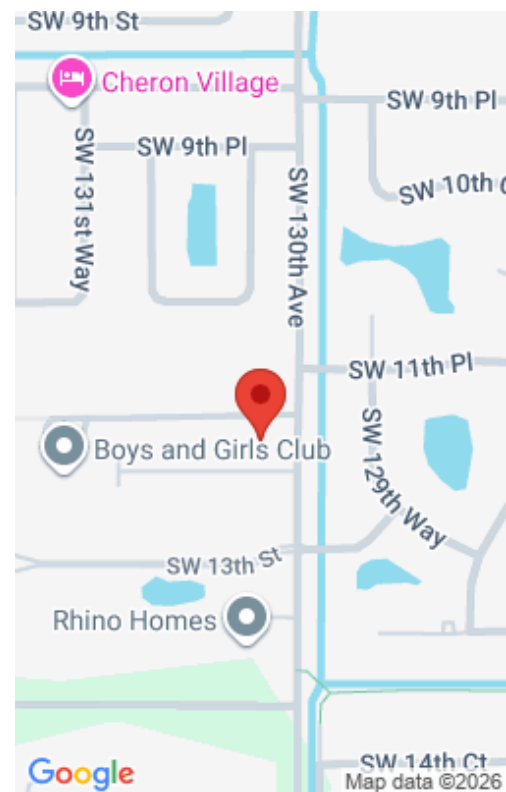 SW 9th St
Cheron Village
SW 9th Pl
SW 9th Pl
SW 131st Way
SW 130th Ave
SW 10th
SW 11th Pl
Boys and Girls Club
SW 129th Way
SW 13th St
Rhino Homes
SW 14th Ct
Google
Map data ©2026